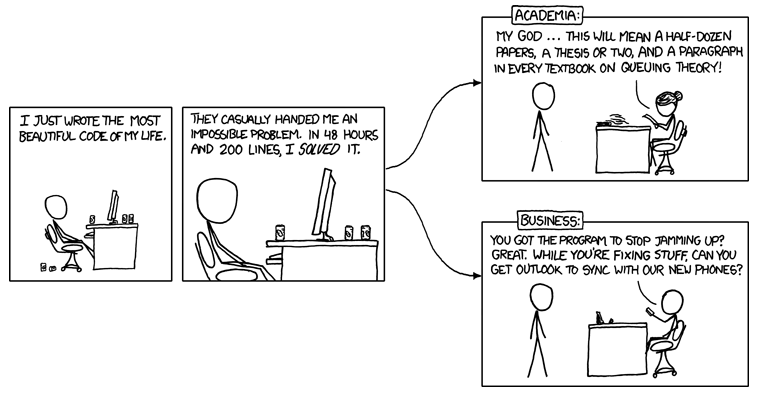 I JUST WROTE THE MOST
BEAUTIFUL CODE OF MY LIFE.
THEY CASUALLY HANDED ME AN
IMPOSSIBLE PROBLEM. IN 48 HOURS
AND 200 LINES, I SOLVED IT.
ACADEMIA:
MY GOD ... THIS WILL MEAN A HALF-DOZEN
PAPERS, A THESIS OR TWO, AND A PARAGRAPH
IN EVERY TEXTBOOK ON QUEUING THEORY!
BUSINESS:
YOU GOT THE PROGRAM TO STOP JAMMING UP?
GREAT. WHILE YOU'RE FIXING STUFF, CAN YOU
GET OUTLOOK TO SYNC WITH OUR NEW PHONES?